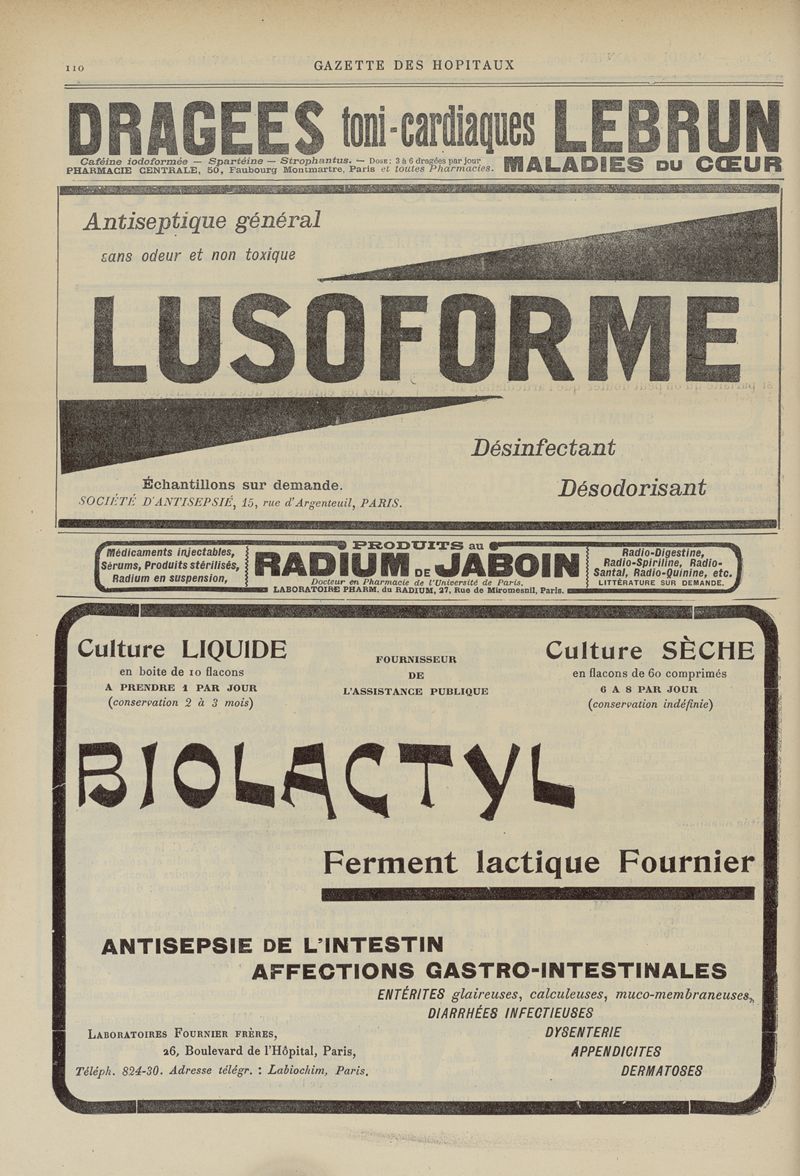 110
GAZETTE DES HOPITAUX
DRAGEES toni-cardiaques LEBRUN
Caféine iodoformée — Spartéine — Strophantus. — Dose: 3 à 6 dragées par jour
PHARMACIE CENTRALE, 50, Faubourg Montmartre, Paris et toutes Pharmacies.
MALADIES DU CŒUR
Antiseptique général
sans odeur et non toxique
LUSOFORME
Désinfectant
Désodorisant
Échantillons sur demande.
SOCIÉTÉ D'ANTISEPSIE, 15, rue d'Argenteuil, PARIS.
Médicaments injectables,
Sérums, Produits stérilisés,
Radium en suspension,
PRODUITS au
RADIUM DE JABOIN
Docteur en Pharmacie de l'Université de Paris.
LABORATOIRE PHARM. du RADIUM, 27, Rue de Miromesnil, Paris.
Radio-Digestine,
Radio-Spiriline, Radio-
Santal, Radio-Quinine, etc.
LITTÉRATURE SUR DEMANDE.
Culture LIQUIDE
en boite de 10 flacons
A PRENDRE 1 PAR JOUR
(conservation 2 à 3 mois)
FOURNISSEUR
DE
L'ASSISTANCE PUBLIQUE
Culture SÈCHE
en flacons de 60 comprimés
6 A 8 PAR JOUR
(conservation indéfinie)
BIOLACTYL
Ferment lactique Fournier
ANTISEPSIE DE L'INTESTIN
AFFECTIONS GASTRO-INTESTINALES
ENTÉRITES glaireuses, calculeuses, muco-membraneuses,
DIARRHÉES INFECTIEUSES
DYSENTERIE
APPENDICITES
DERMATOSES
LABORATOIRES FOURNIER FRÈRES,
26, Boulevard de l'Hôpital, Paris,
Téléph. 824-30. Adresse télégr. : Labiochim, Paris.